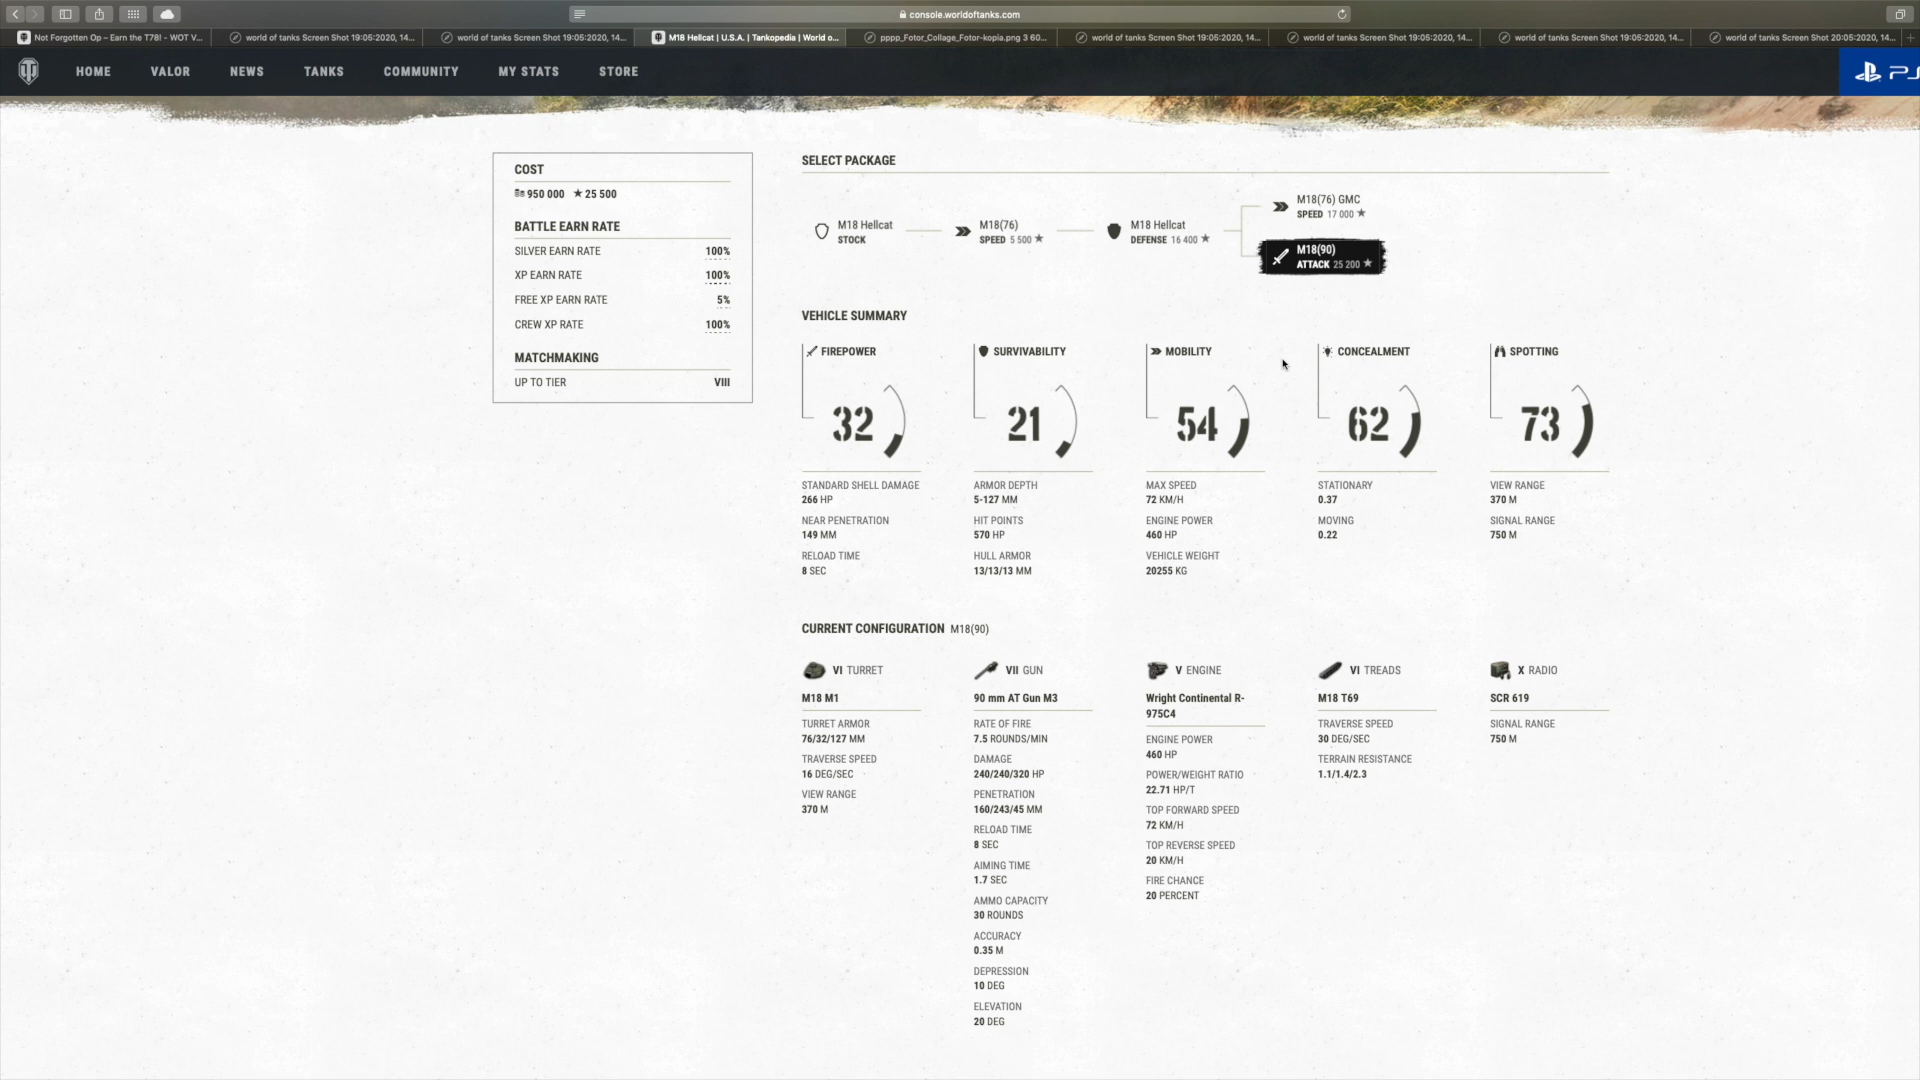 console.worldoftanks.com
Not Forgotten Op – Earn the T78! - WOT V...
world of tanks Screen Shot 19:05:2020, 14...
world of tanks Screen Shot 19:05:2020, 14...
M18 Hellcat | U.S.A. | Tankopedia | World o...
pppp_Fotor_Collage_Fotor-kopia.png 3 60...
world of tanks Screen Shot 19:05:2020, 14...
world of tanks Screen Shot 19:05:2020, 14...
world of tanks Screen Shot 19:05:2020, 14...
world of tanks Screen Shot 20:05:2020, 14...
HOME
VALOR
NEWS
TANKS
COMMUNITY
MY STATS
STORE
COST
950 000 ★ 25 500
BATTLE EARN RATE
SILVER EARN RATE 100%
XP EARN RATE 100%
FREE XP EARN RATE 5%
CREW XP RATE 100%
MATCHMAKING
UP TO TIER VIII
SELECT PACKAGE
M18 Hellcat
STOCK
M18(76)
SPEED 5 500 ★
M18 Hellcat
DEFENSE 16 400 ★
M18(76) GMC
SPEED 17 000 ★
M18(90)
ATTACK 25 200 ★
VEHICLE SUMMARY
FIREPOWER
32
STANDARD SHELL DAMAGE
266 HP
NEAR PENETRATION
149 MM
RELOAD TIME
8 SEC
SURVIVABILITY
21
ARMOR DEPTH
5-127 MM
HIT POINTS
570 HP
HULL ARMOR
13/13/13 MM
MOBILITY
54
MAX SPEED
72 KM/H
ENGINE POWER
460 HP
VEHICLE WEIGHT
20255 KG
CONCEALMENT
62
STATIONARY
0.37
MOVING
0.22
SPOTTING
73
VIEW RANGE
370 M
SIGNAL RANGE
750 M
CURRENT CONFIGURATION M18(90)
VI TURRET
M18 M1
TURRET ARMOR
76/32/127 MM
TRAVERSE SPEED
16 DEG/SEC
VIEW RANGE
370 M
VII GUN
90 mm AT Gun M3
RATE OF FIRE
7.5 ROUNDS/MIN
DAMAGE
240/240/320 HP
PENETRATION
160/243/45 MM
RELOAD TIME
8 SEC
AIMING TIME
1.7 SEC
AMMO CAPACITY
30 ROUNDS
ACCURACY
0.35 M
DEPRESSION
10 DEG
ELEVATION
20 DEG
V ENGINE
Wright Continental R-
975C4
ENGINE POWER
460 HP
POWER/WEIGHT RATIO
22.71 HP/T
TOP FORWARD SPEED
72 KM/H
TOP REVERSE SPEED
20 KM/H
FIRE CHANCE
20 PERCENT
VI TREADS
M18 T69
TRAVERSE SPEED
30 DEG/SEC
TERRAIN RESISTANCE
1.1/1.4/2.3
X RADIO
SCR 619
SIGNAL RANGE
750 M